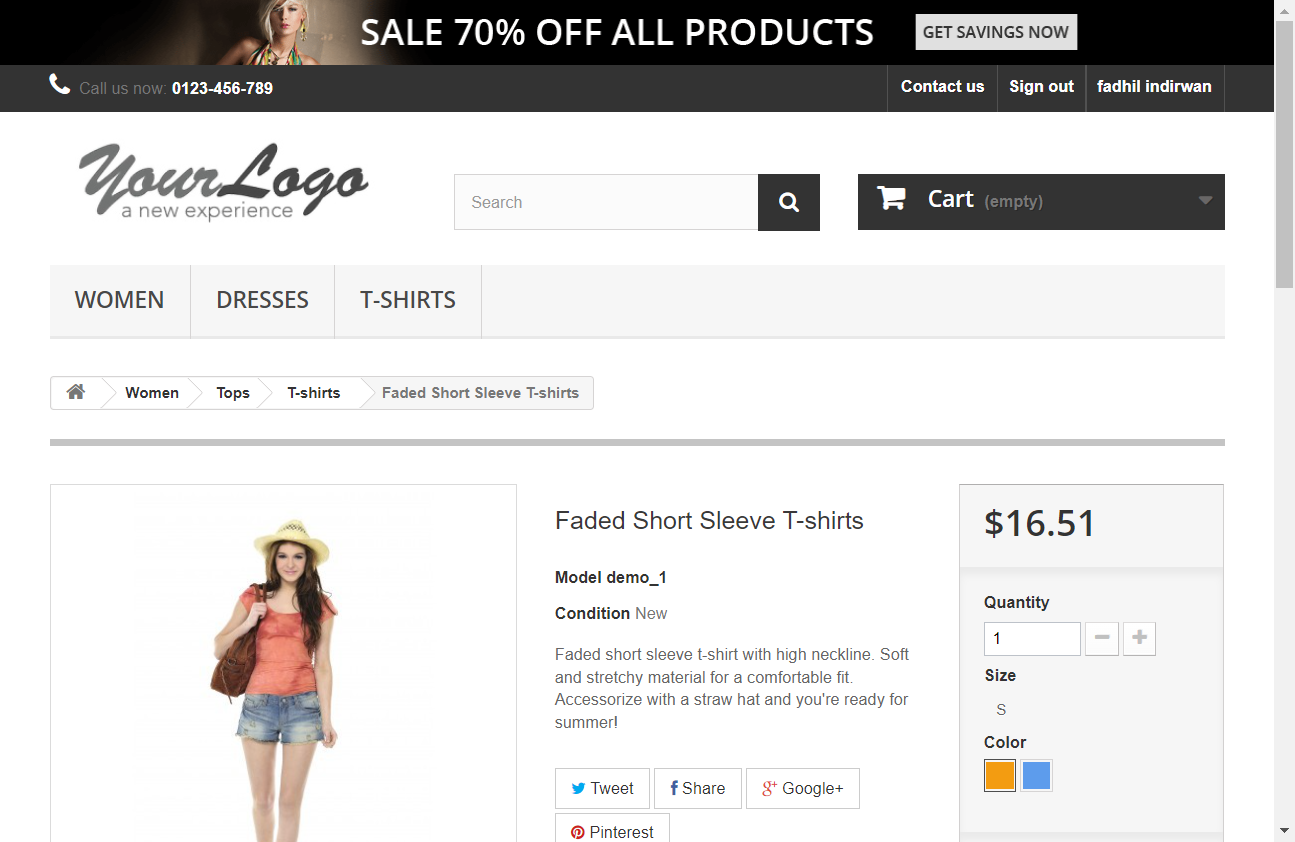 SALE 70% OFF ALL PRODUCTS
GET SAVINGS NOW
Call us now: 0123-456-789
Contact us
Sign out
fadhil indirwan
YourLogo
a new experience
Search
Cart (empty)
WOMEN
DRESSES
T-SHIRTS
Women
Tops
T-shirts
Faded Short Sleeve T-shirts
Faded Short Sleeve T-shirts
Model demo_1
Condition New
Faded short sleeve t-shirt with high neckline. Soft
and stretchy material for a comfortable fit.
Accessorize with a straw hat and you're ready for
summer!
Tweet
Share
Google+
Pinterest
$16.51
Quantity
1
Size
S
Color